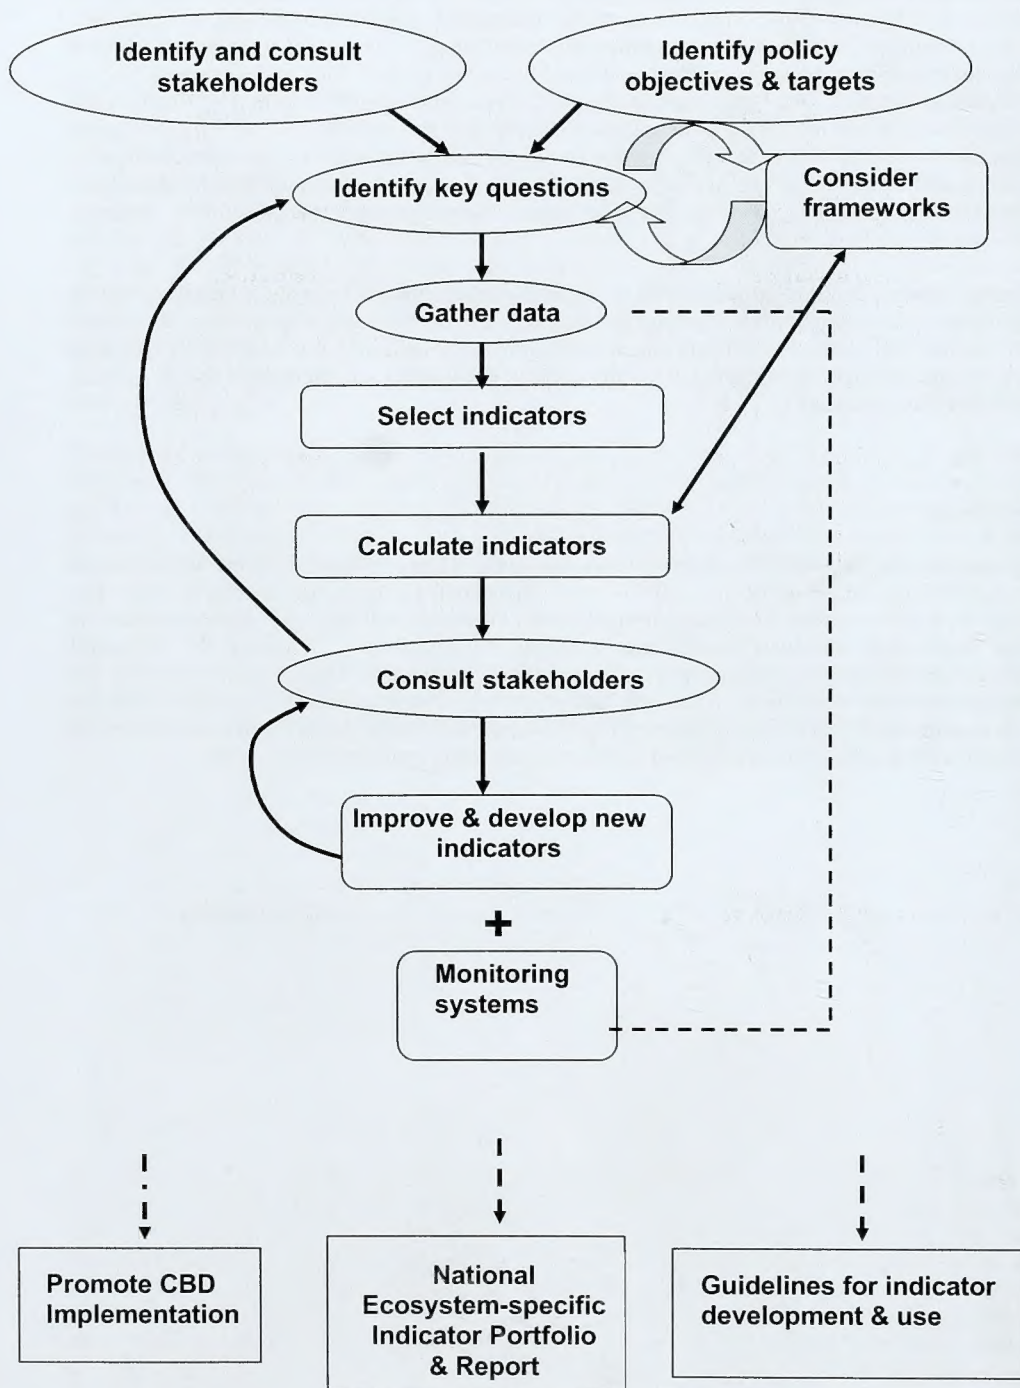 Identify and consult
stakeholders
Identify policy
objectives & targets
Identify key questions
Consider
frameworks
Gather data
Select indicators
Calculate indicators
Consult stakeholders
Improve & develop new
indicators
+
Monitoring
systems
Promote CBD
Implementation
National
Ecosystem-specific
Indicator Portfolio
& Report
Guidelines for indicator
development & use